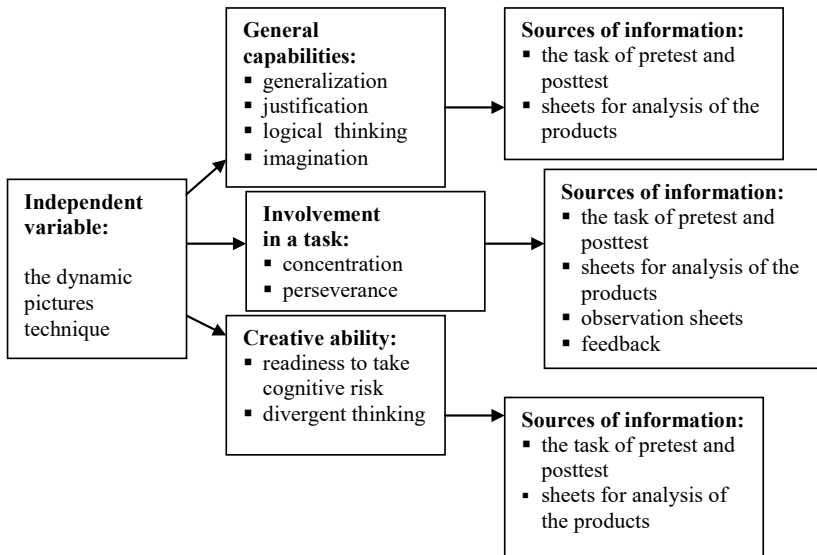 Independent
variable:
the dynamic
pictures
technique
General
capabilities:
▪ generalization
▪ justification
▪ logical thinking
▪ imagination
Sources of information:
▪ the task of pretest and
posttest
▪ sheets for analysis of the
products
Involvement
in a task:
▪ concentration
▪ perseverance
Sources of information:
▪ the task of pretest and
posttest
▪ sheets for analysis of the
products
▪ observation sheets
▪ feedback
Creative ability:
▪ readiness to take
cognitive risk
▪ divergent thinking
Sources of information:
▪ the task of pretest and
posttest
▪ sheets for analysis of
the products